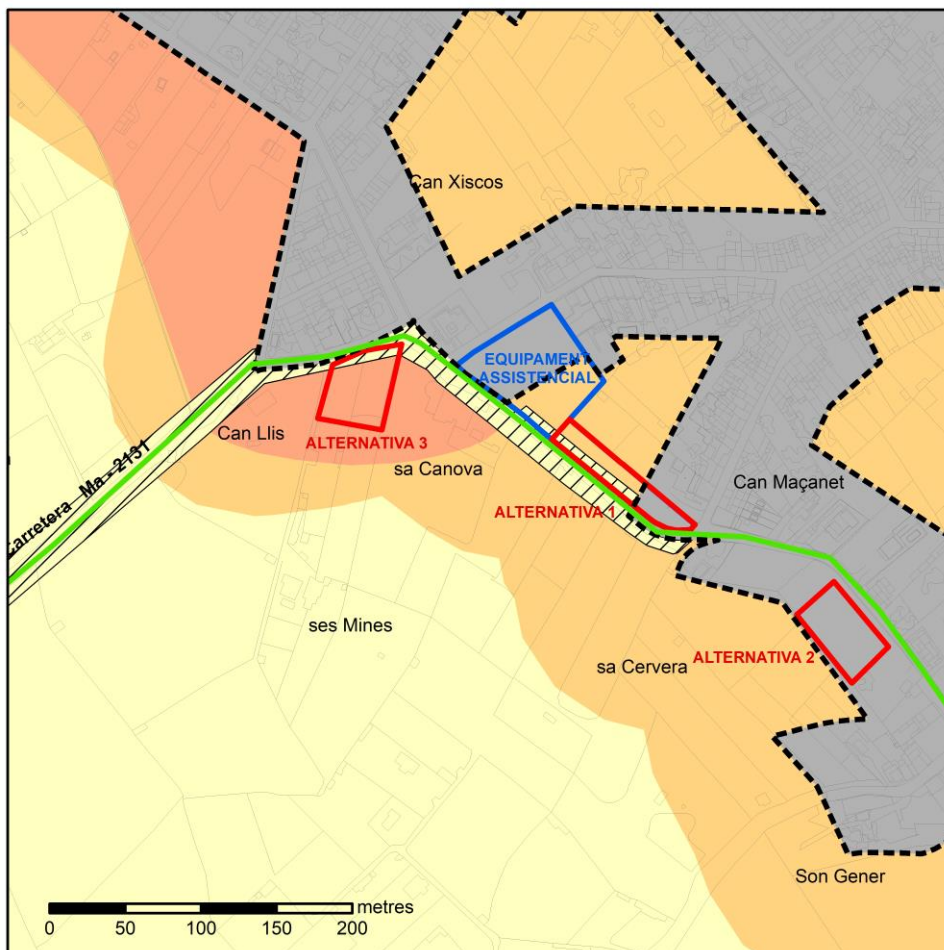 Can Xiscos
EQUIPAMENT
ASSISTENCIAL
Can Llis
ALTERNATIVA 3
sa Canova
Can Maçanet
ALTERNATIVA 1
Carretera Ma - 2131
ses Mines
sa Cervera
ALTERNATIVA 2
Son Gener
metres
0 50 100 150 200